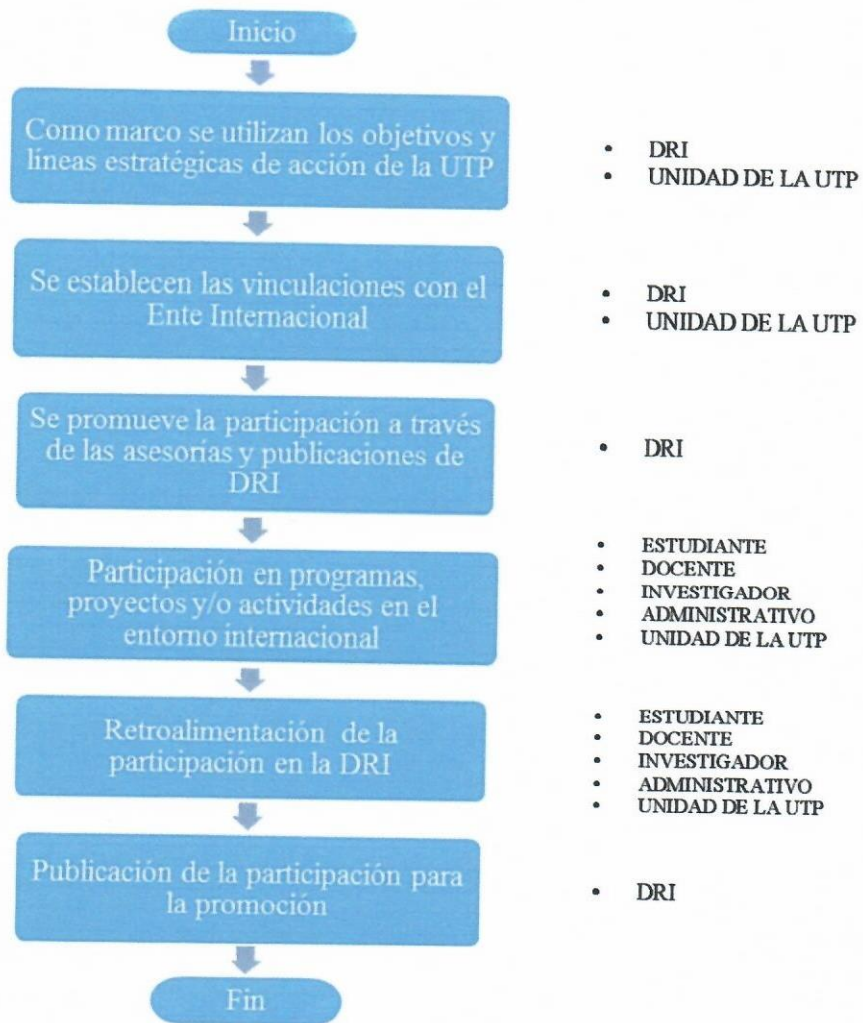 Inicio
Como marco se utilizan los objetivos y
líneas estratégicas de acción de la UTP
• DRI
• UNIDAD DE LA UTP
Se establecen las vinculaciones con el
Ente Internacional
• DRI
• UNIDAD DE LA UTP
Se promueve la participación a través
de las asesorías y publicaciones de
DRI
• DRI
Participación en programas,
proyectos y/o actividades en el
entorno internacional
• ESTUDIANTE
• DOCENTE
• INVESTIGADOR
• ADMINISTRATIVO
• UNIDAD DE LA UTP
Retroalimentación de la
participación en la DRI
• ESTUDIANTE
• DOCENTE
• INVESTIGADOR
• ADMINISTRATIVO
• UNIDAD DE LA UTP
Publicación de la participación para
la promoción
• DRI
Fin